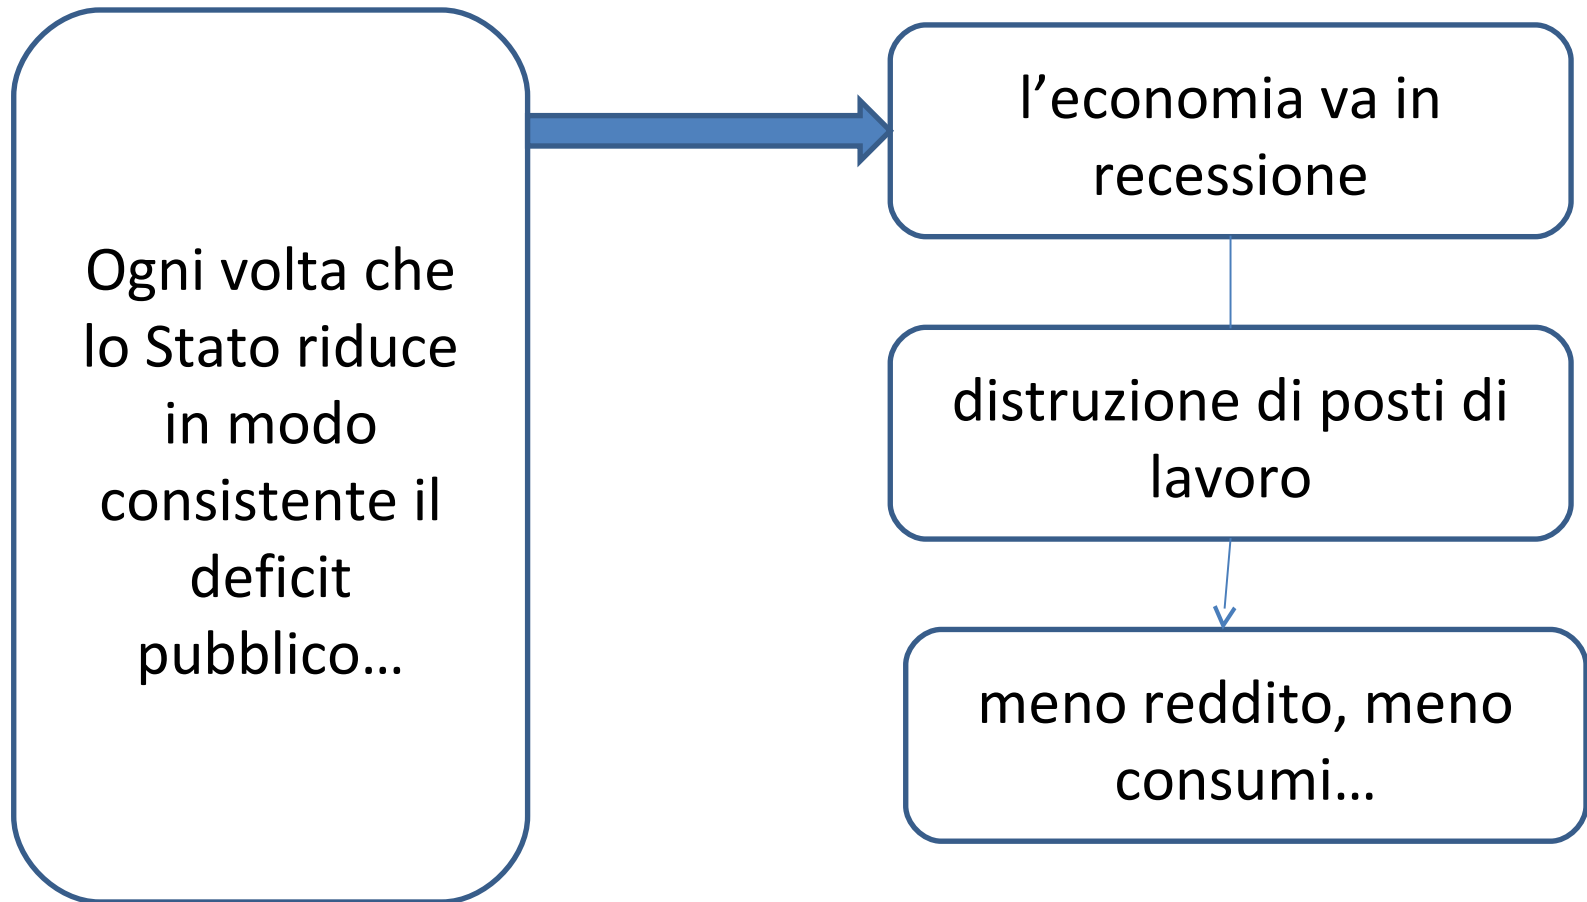 Ogni volta che
lo Stato riduce
in modo
consistente il
deficit
pubblico…
l’economia va in
recessione
distruzione di posti di
lavoro
meno reddito, meno
consumi…